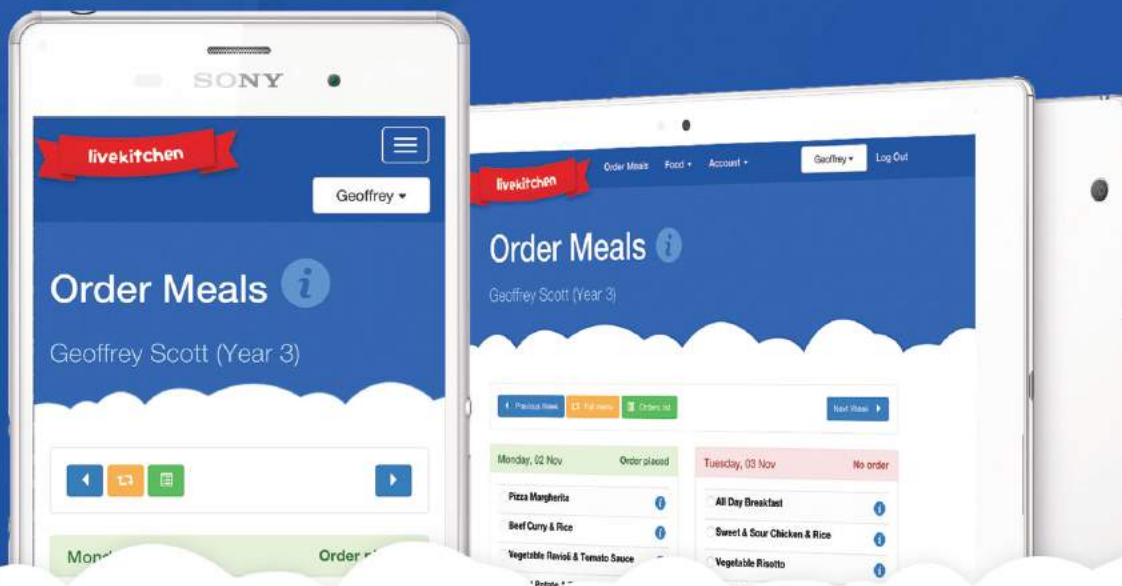 SONY
livekitchen
Geoffrey
Order Meals i
Geoffrey Scott (Year 3)
Order
livekitchen
Order Meals Food Account Geoffrey Log Out
Order Meals i
Geoffrey Scott (Year 3)
Previous Week Full menu Orders list Next Week
Monday, 02 Nov Order placed
Pizza Margherita i
Beef Curry & Rice i
Vegetable Ravioli & Tomato Sauce
Tuesday, 03 Nov No order
All Day Breakfast i
Sweet & Sour Chicken & Rice i
Vegetable Risotto i